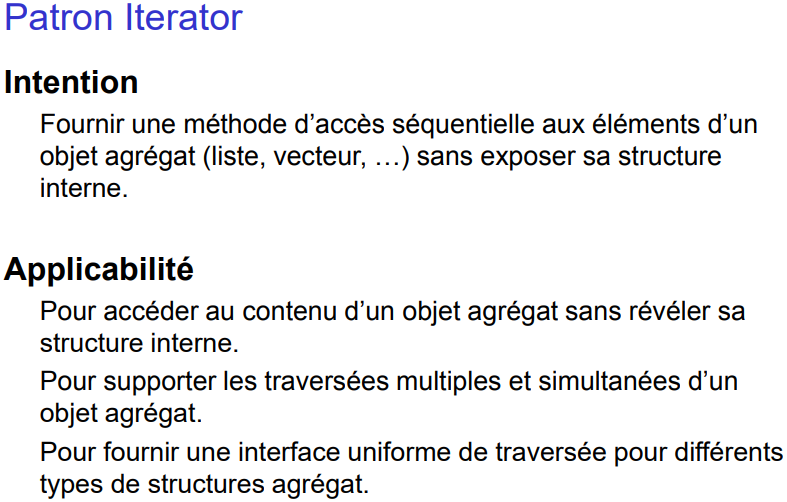 Patron Iterator
Intention
Fournir une méthode d’accès séquentielle aux éléments d’un
objet agrégat (liste, vecteur, …) sans exposer sa structure
interne.
Applicabilité
Pour accéder au contenu d’un objet agrégat sans révéler sa
structure interne.
Pour supporter les traversées multiples et simultanées d’un
objet agrégat.
Pour fournir une interface uniforme de traversée pour différents
types de structures agrégat.